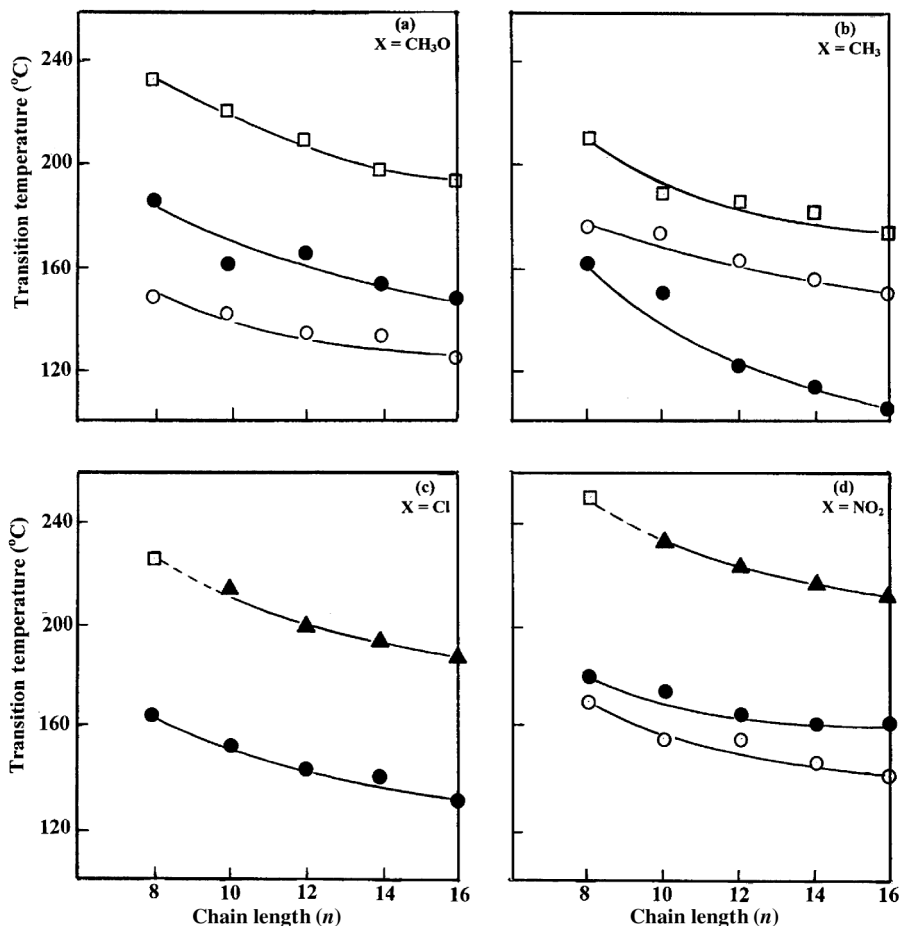 (a)
X = CH₃O
240
200
160
120
Transition temperature (°C)
(b)
X = CH₃
(c)
X = Cl
240
200
160
120
Transition temperature (°C)
8 10 12 14 16
Chain length (n)
(d)
X = NO₂
8 10 12 14 16
Chain length (n)